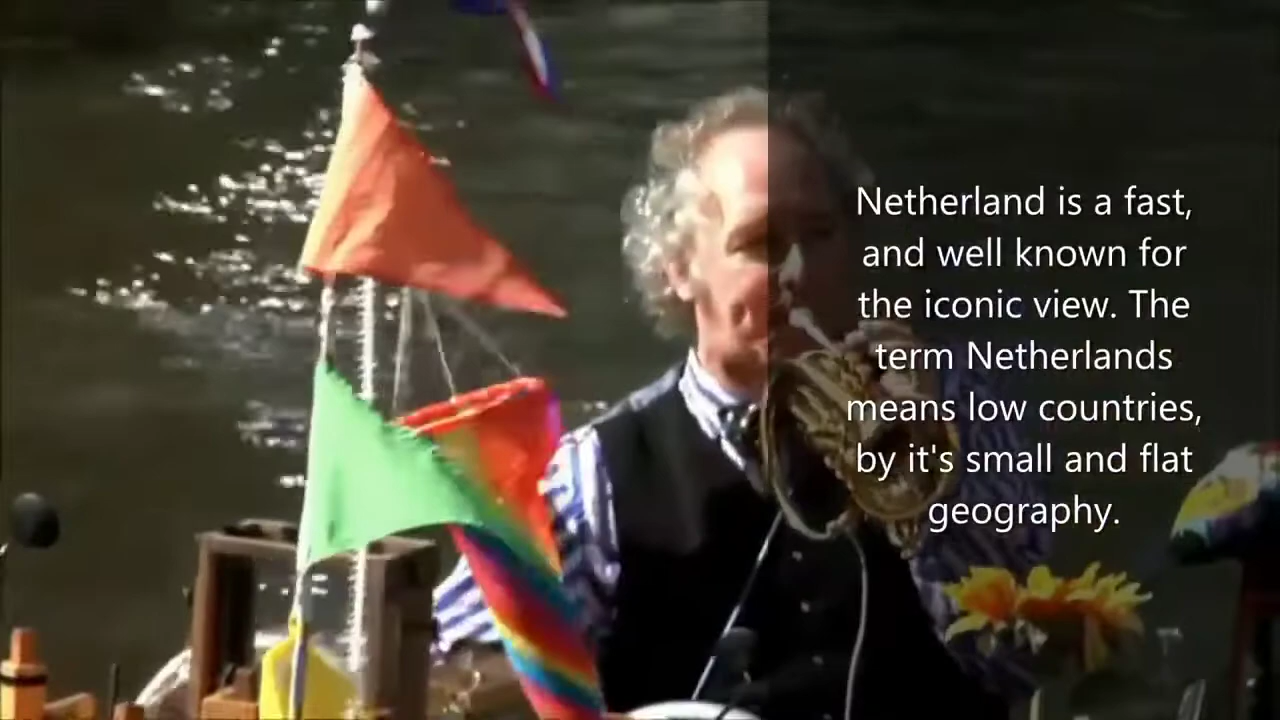 Netherland is a fast,
and well known for
the iconic view. The
term Netherlands
means low countries,
by it's small and flat
geography.